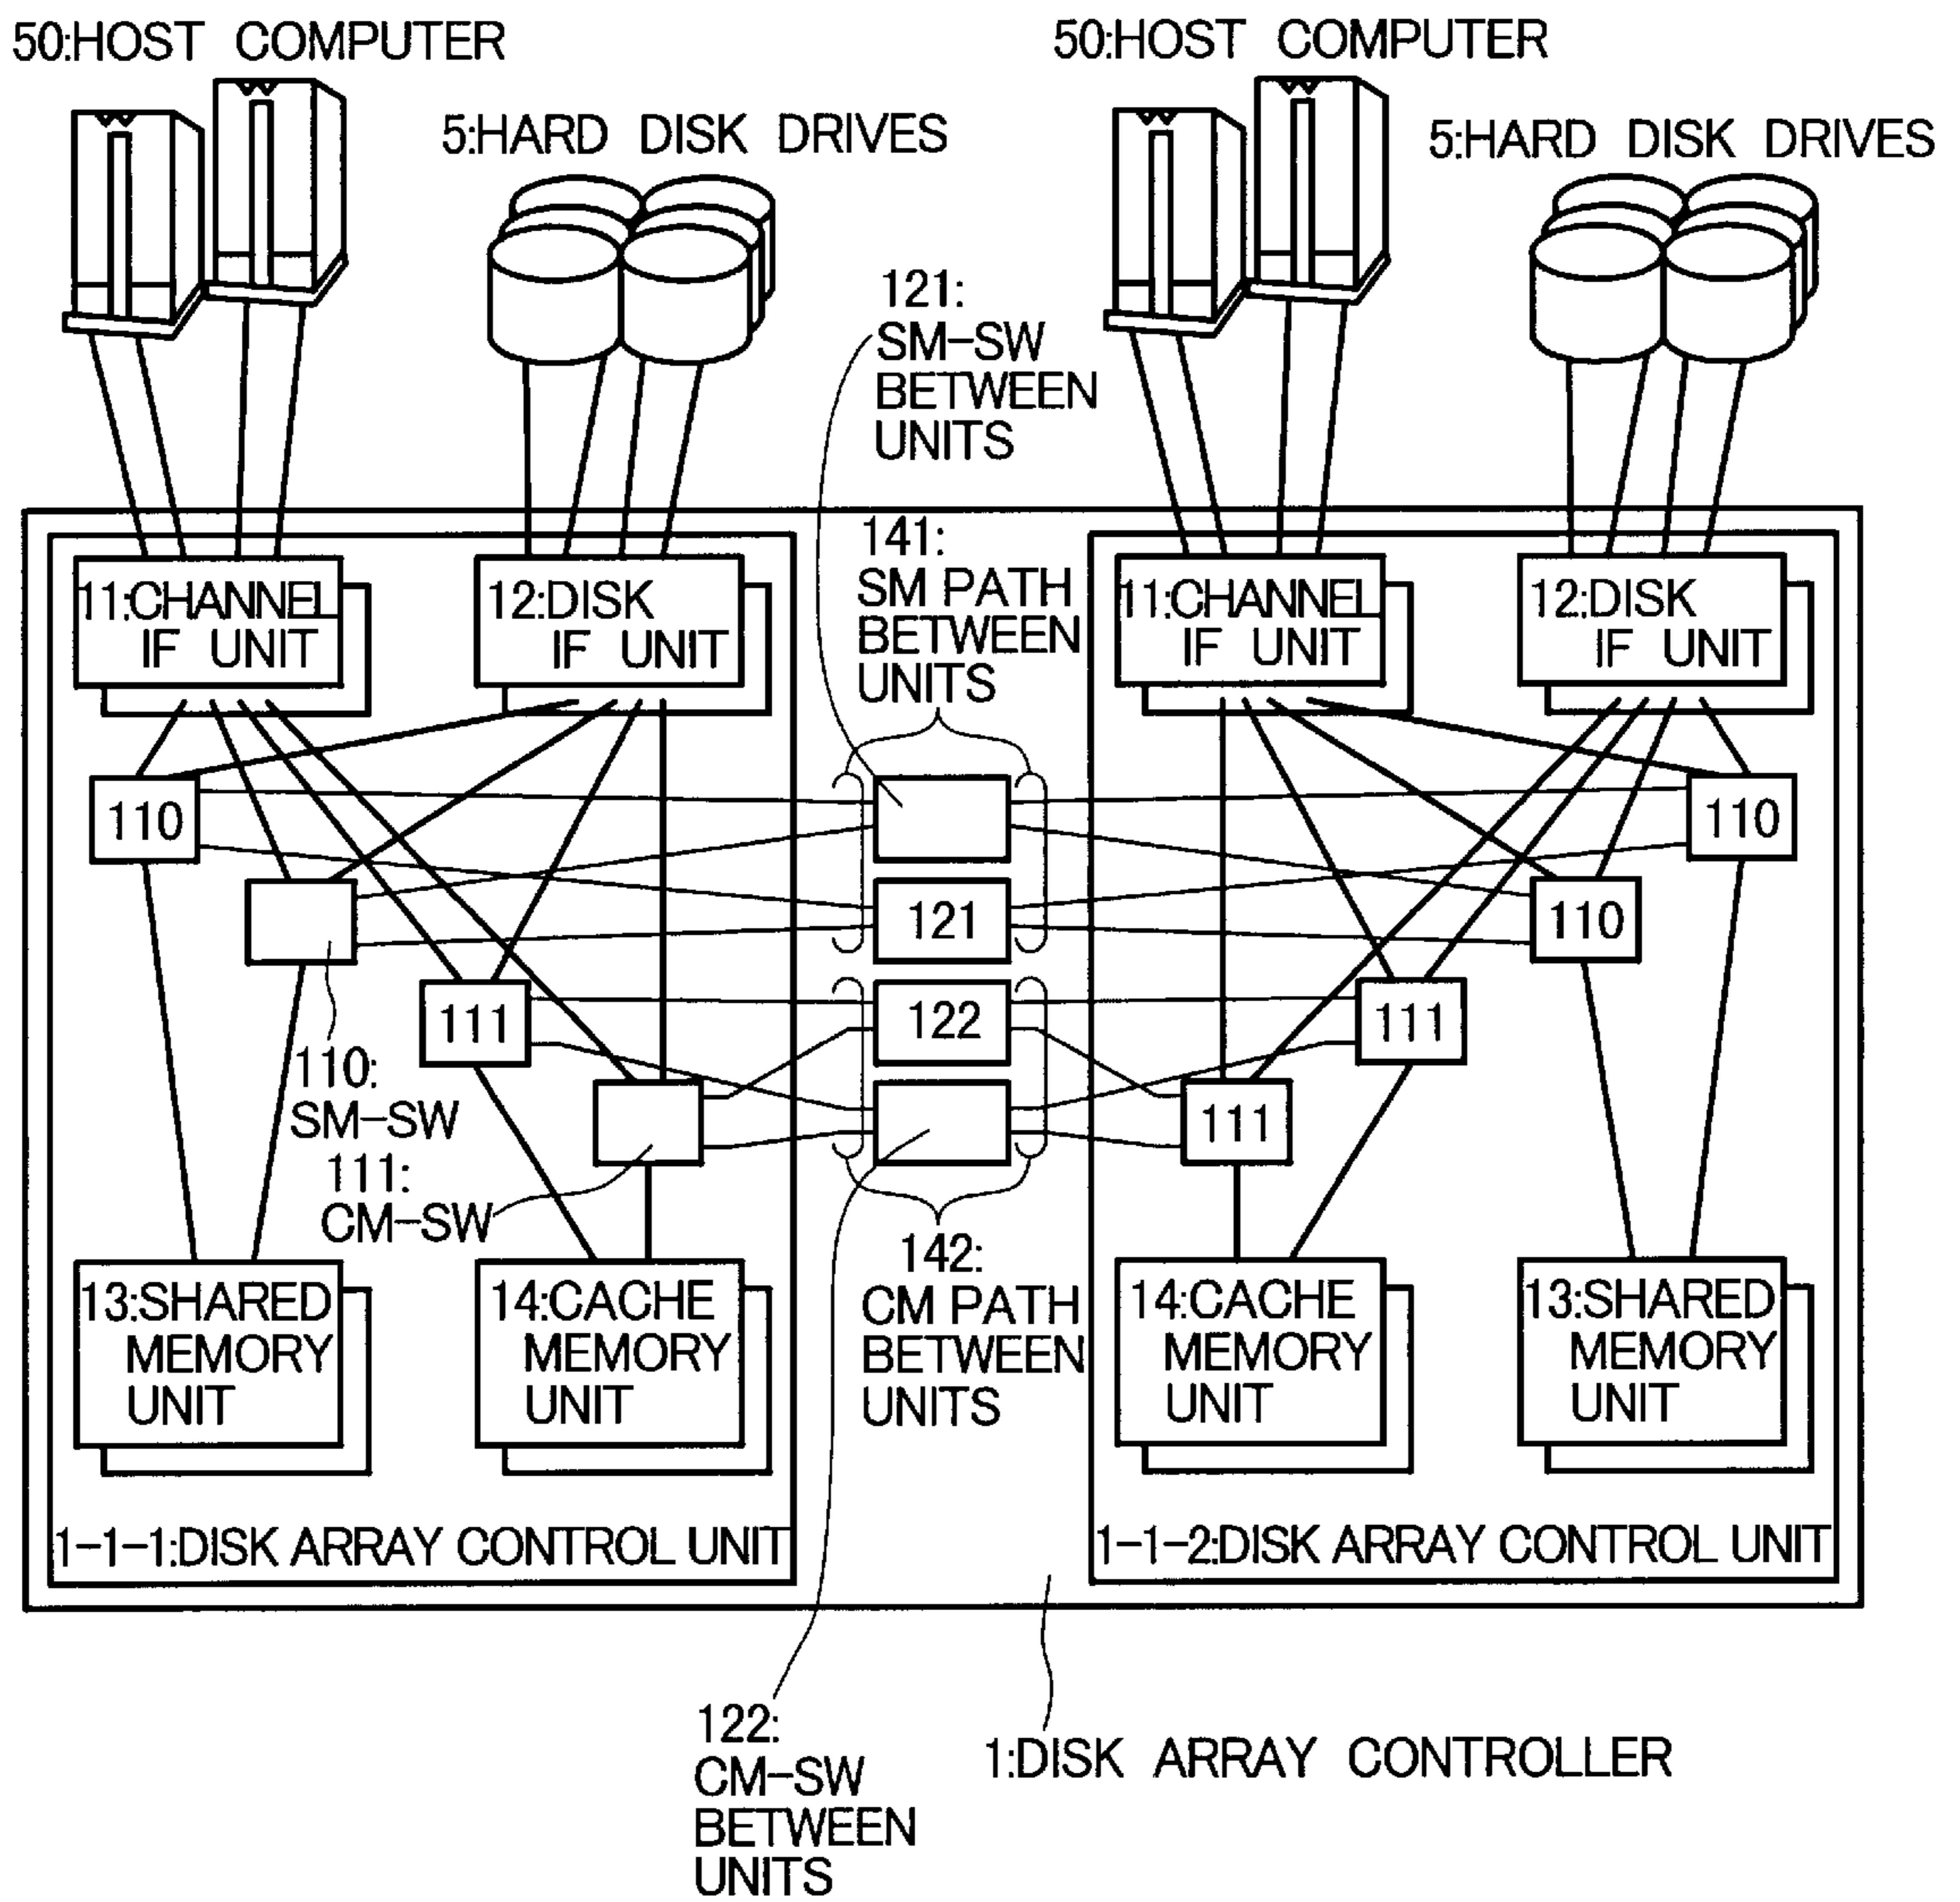 50:HOST COMPUTER
50:HOST COMPUTER
5:HARD DISK DRIVES
5:HARD DISK DRIVES
121:
SM-SW
BETWEEN
UNITS
141:
SM PATH
BETWEEN
UNITS
11:CHANNEL
IF UNIT
12:DISK
IF UNIT
11:CHANNEL
IF UNIT
12:DISK
IF UNIT
110
110
121
110
111
122
111
110:
SM-SW
111
111:
CM-SW
142:
CM PATH
BETWEEN
UNITS
13:SHARED
MEMORY
UNIT
14:CACHE
MEMORY
UNIT
14:CACHE
MEMORY
UNIT
13:SHARED
MEMORY
UNIT
1-1-1:DISK ARRAY CONTROL UNIT
1-1-2:DISK ARRAY CONTROL UNIT
122:
CM-SW
BETWEEN
UNITS
1:DISK ARRAY CONTROLLER